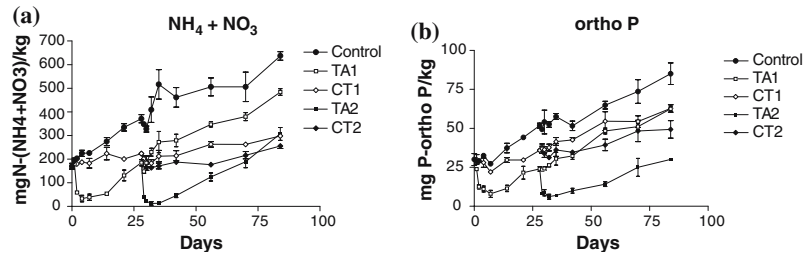 (a)
NH4 + NO3
mgN-(NH4+NO3)/kg
700
600
500
400
300
200
100
0
0
25
50
75
100
Days
Control
TA1
CT1
TA2
CT2
(b)
ortho P
mg P-ortho P/kg
100
75
50
25
0
0
25
50
75
100
Days
Control
TA1
CT1
TA2
CT2